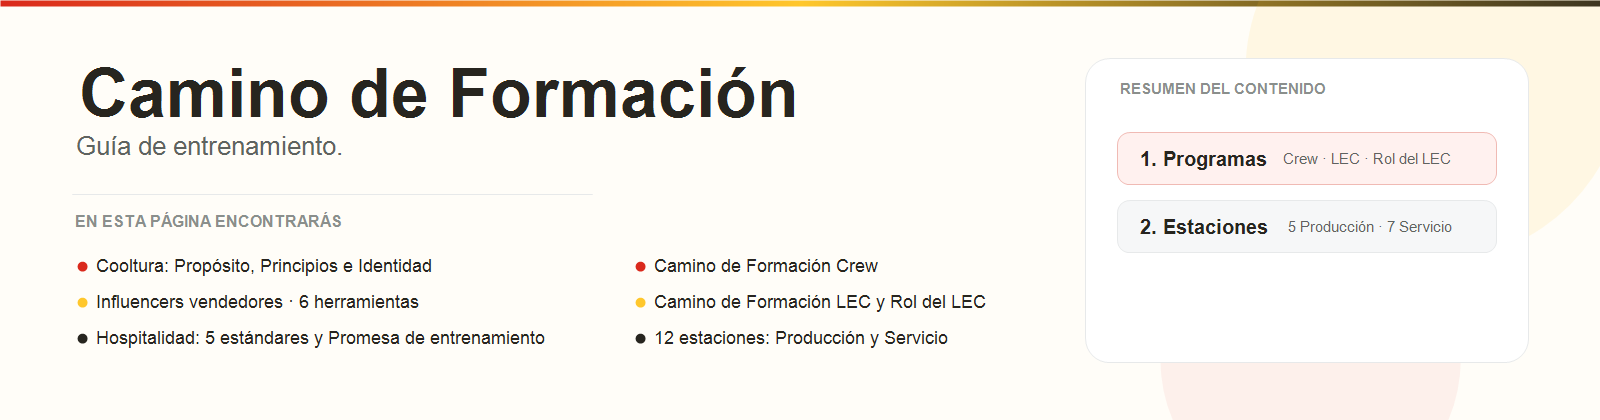 Camino de Formación
Guía de entrenamiento.
EN ESTA PÁGINA ENCONTRARÁS
Cooltura: Propósito, Principios e Identidad
Influencers vendedores · 6 herramientas
Hospitalidad: 5 estándares y Promesa de entrenamiento
Camino de Formación Crew
Camino de Formación LEC y Rol del LEC
12 estaciones: Producción y Servicio
RESUMEN DEL CONTENIDO
1. Programas Crew · LEC · Rol del LEC
2. Estaciones 5 Producción · 7 Servicio